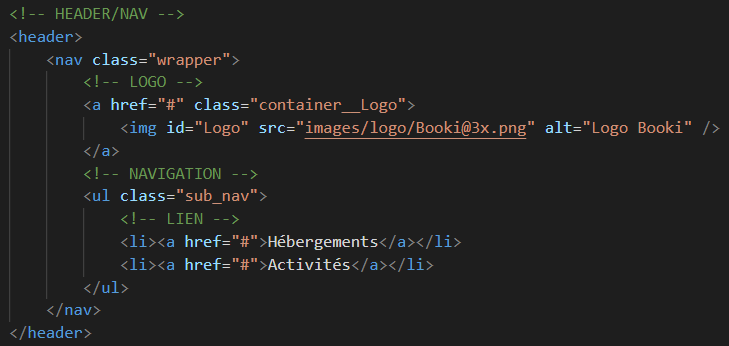 <!-- HEADER/NAV -->
<header>
    <nav class="wrapper">
        <!-- LOGO -->
        <a href="#" class="container__Logo">
            <img id="Logo" src="images/logo/Booki@3x.png" alt="Logo Booki" />
        </a>
        <!-- NAVIGATION -->
        <ul class="sub_nav">
            <!-- LIEN -->
            <li><a href="#">Hébergements</a></li>
            <li><a href="#">Activités</a></li>
        </ul>
    </nav>
</header>